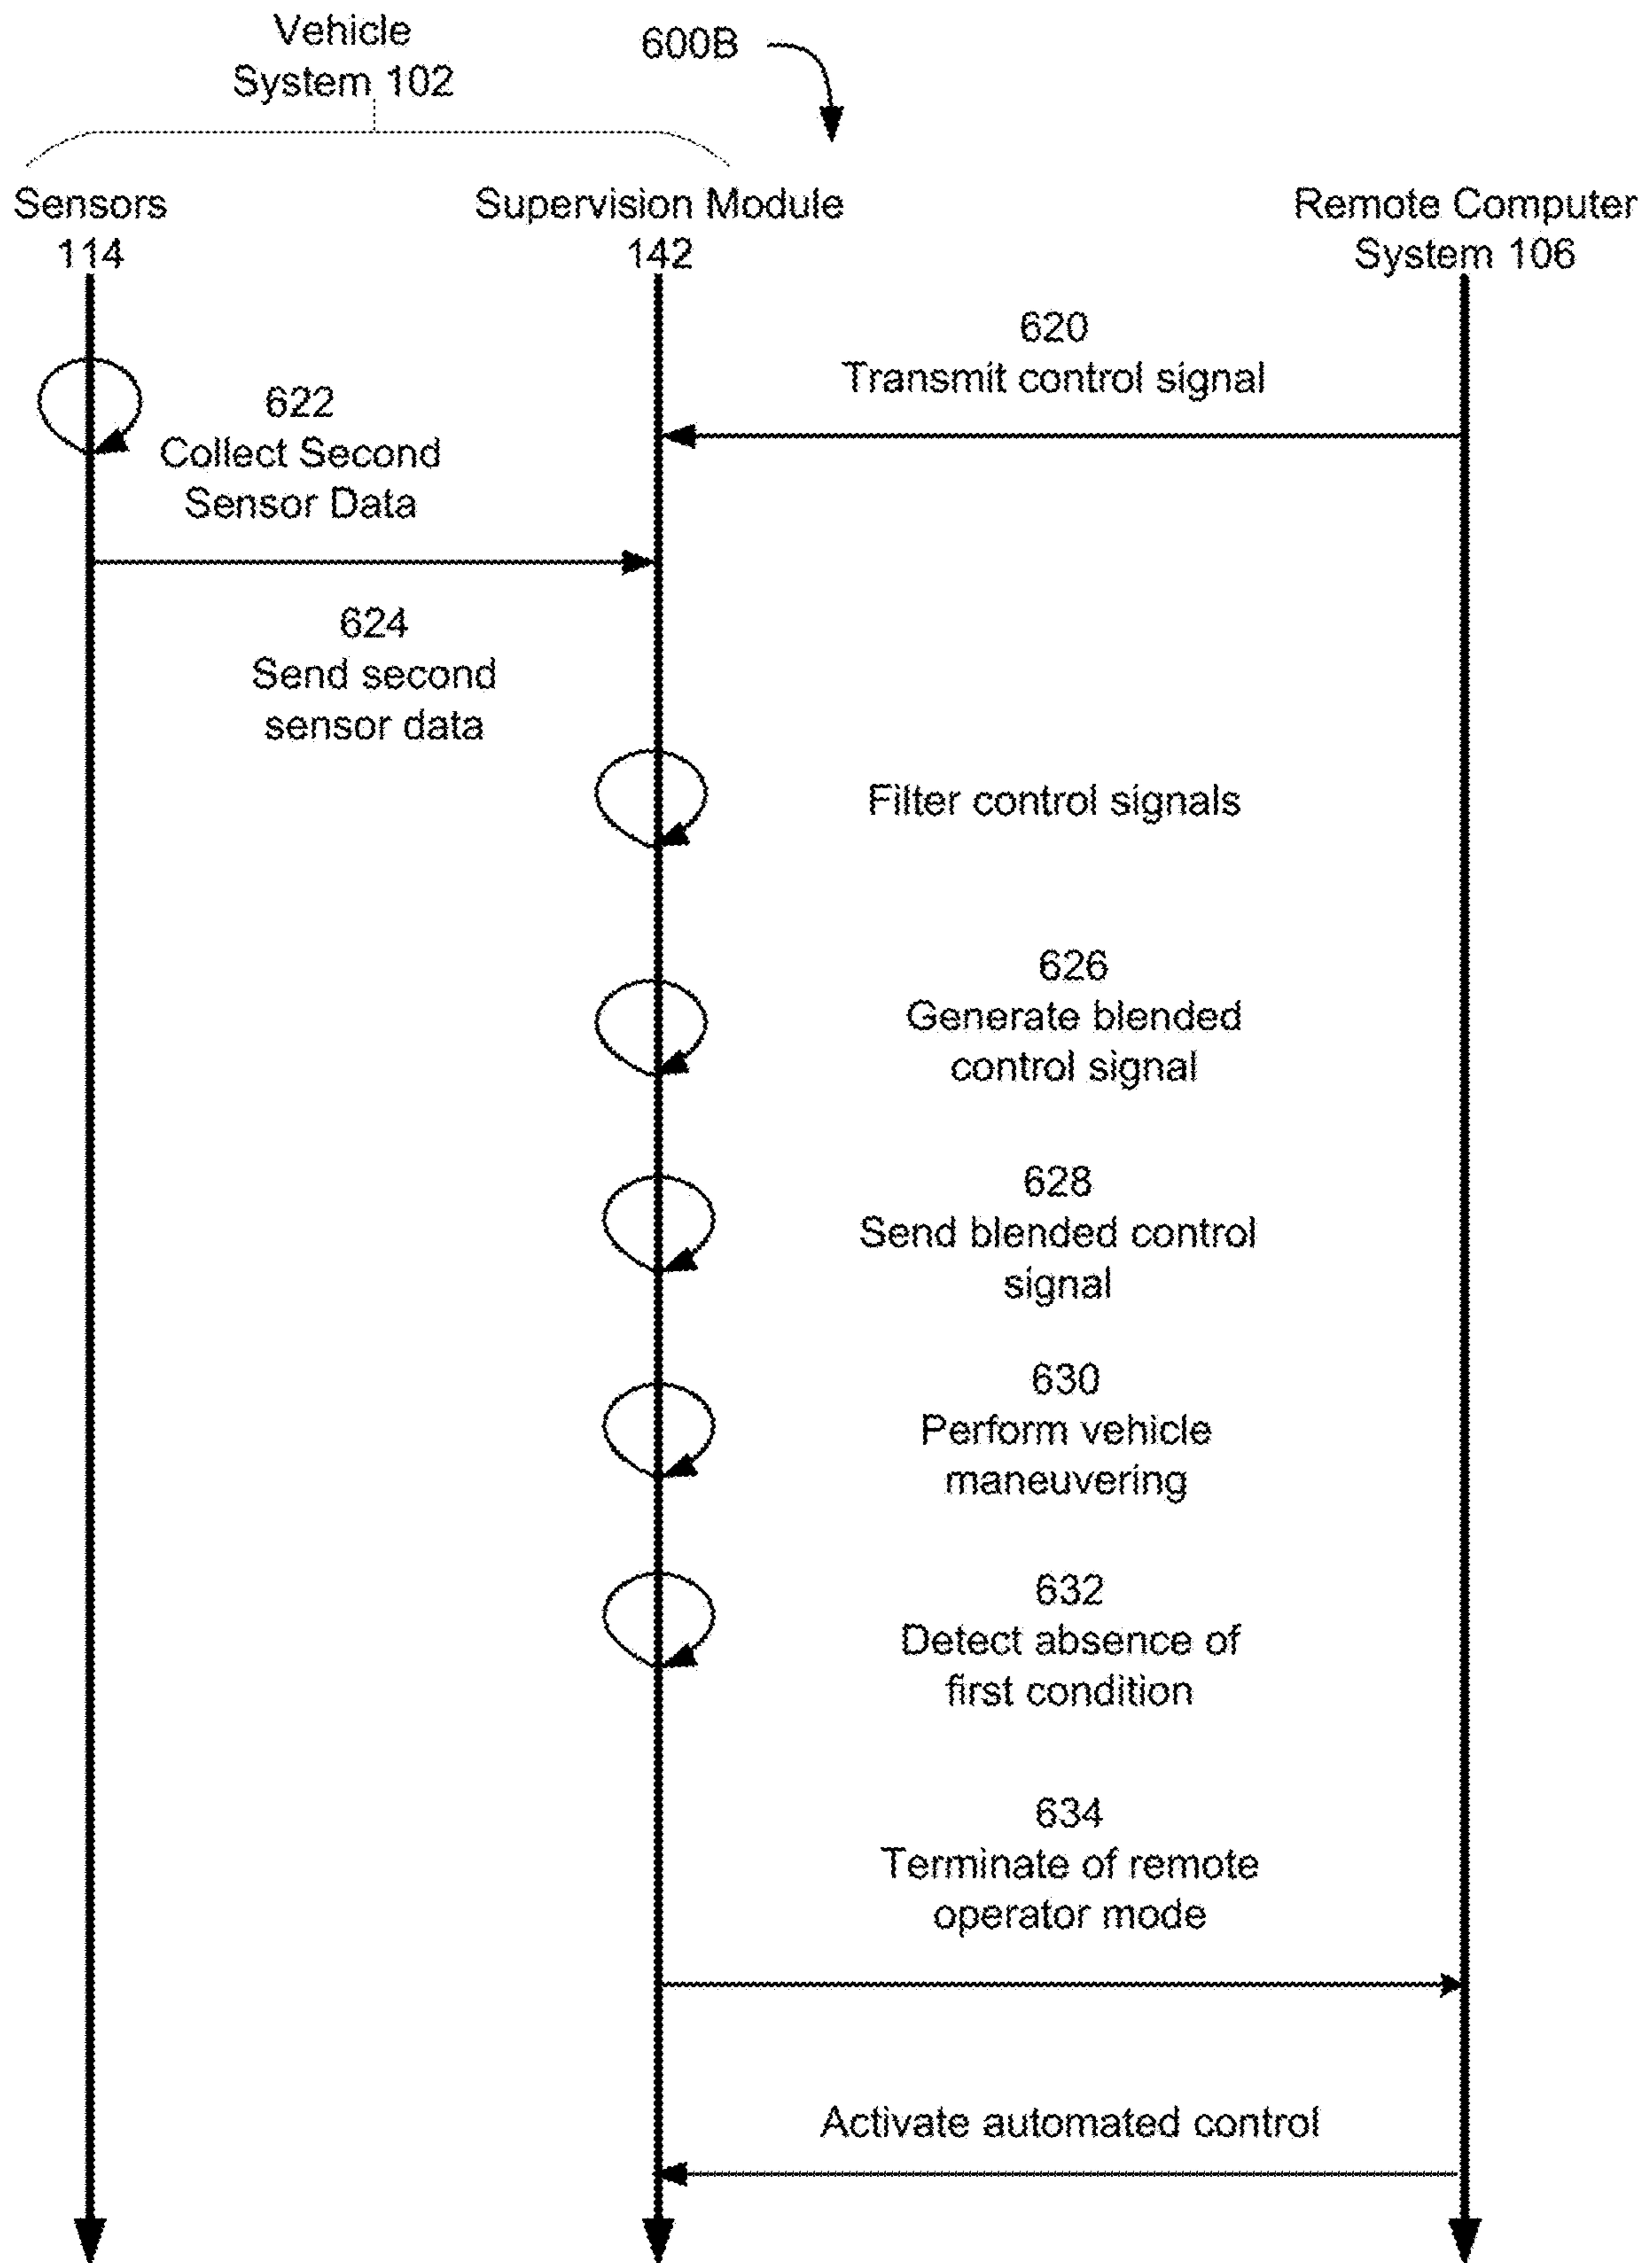 Vehicle
System 102
600B
Sensors
114
Supervision Module
142
Remote Computer
System 106
620
Transmit control signal
622
Collect Second
Sensor Data
624
Send second
sensor data
Filter control signals
626
Generate blended
control signal
628
Send blended control
signal
630
Perform vehicle
maneuvering
632
Detect absence of
first condition
634
Terminate of remote
operator mode
Activate automated control